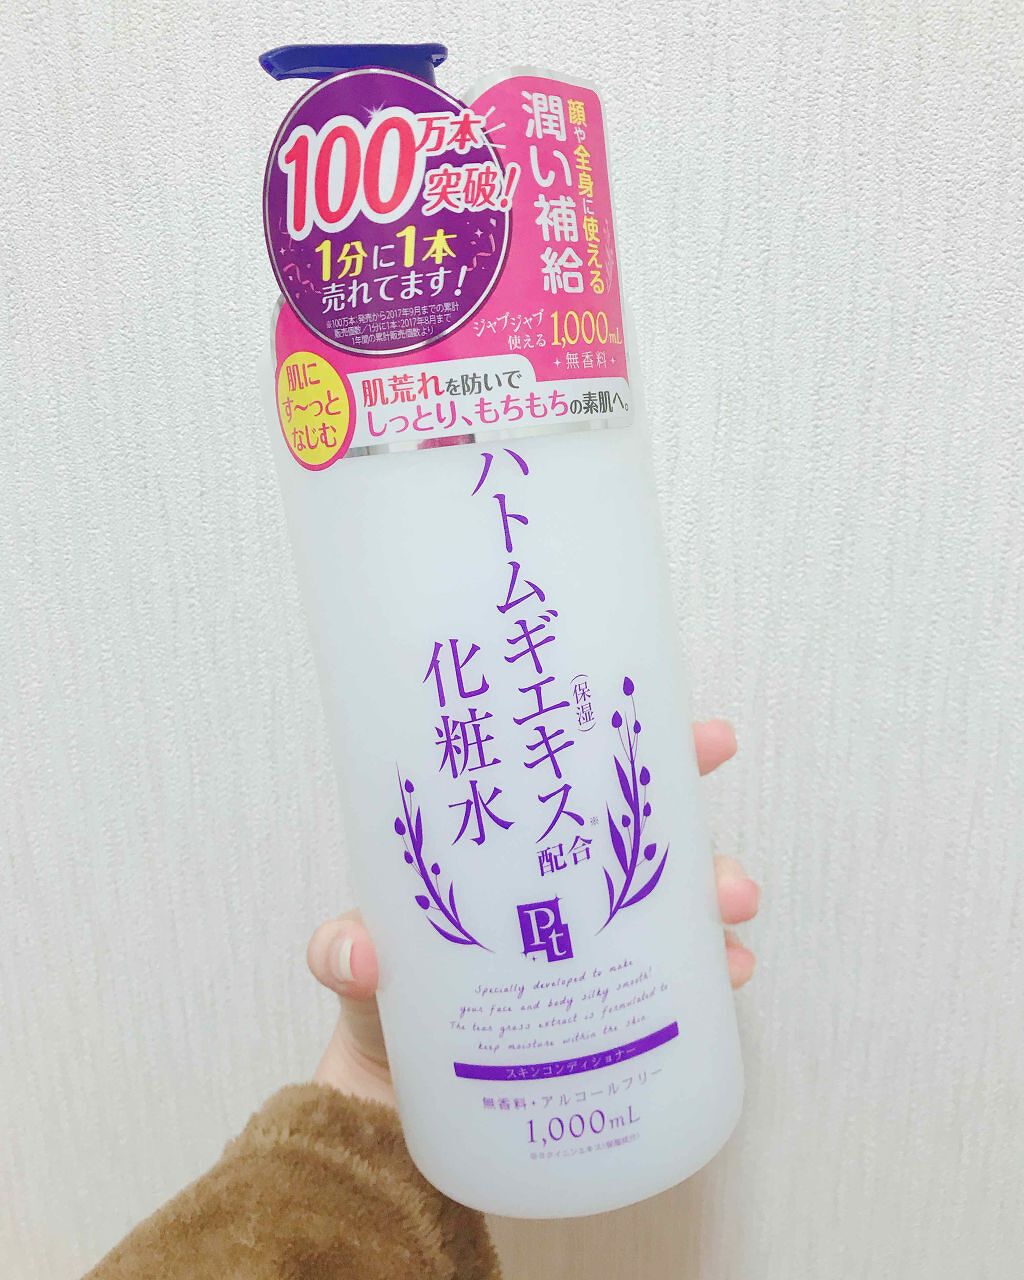 100万本
突破!
1分に1本
売れてます!
※100万本:発売から2017年9月までの累計
販売個数／1分に1本:2017年8月まで
1年間の累計販売個数より
顔や全身に使える
潤い補給
ジャブジャブ
使える
1,000mL
無香料
肌に
す〜っと
なじむ
肌荒れを防いで
しっとり、もちもちの素肌へ。
ハトムギエキス
(保湿)
配合※
化粧水
Pt
Specially developed to make
your face and body silky smooth!
The tear grass extract is formulated to
keep moisture within the skin.
スキンコンディショナー
無香料・アルコールフリー
1,000mL